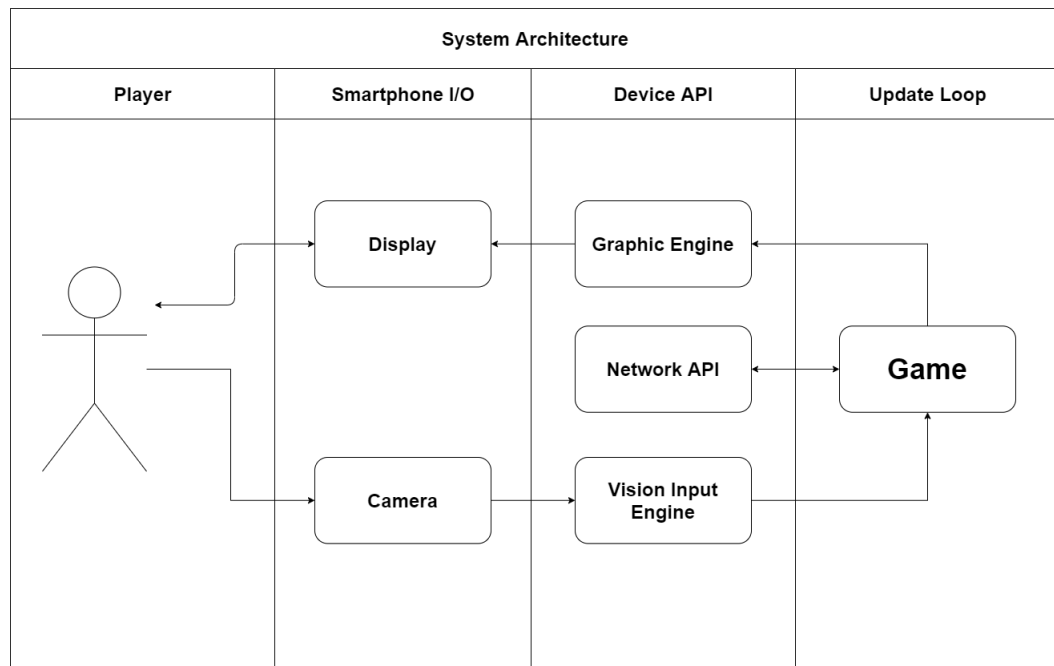 System Architecture
Player
Smartphone I/O
Device API
Update Loop
Display
Graphic Engine
Network API
Game
Camera
Vision Input
Engine